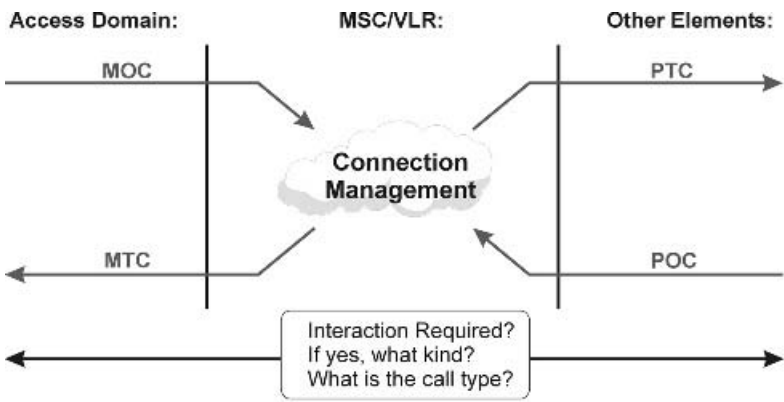 Access Domain: MSC/VLR: Other Elements:
MOC PTC
Connection
Management
MTC POC
Interaction Required?
If yes, what kind?
What is the call type?